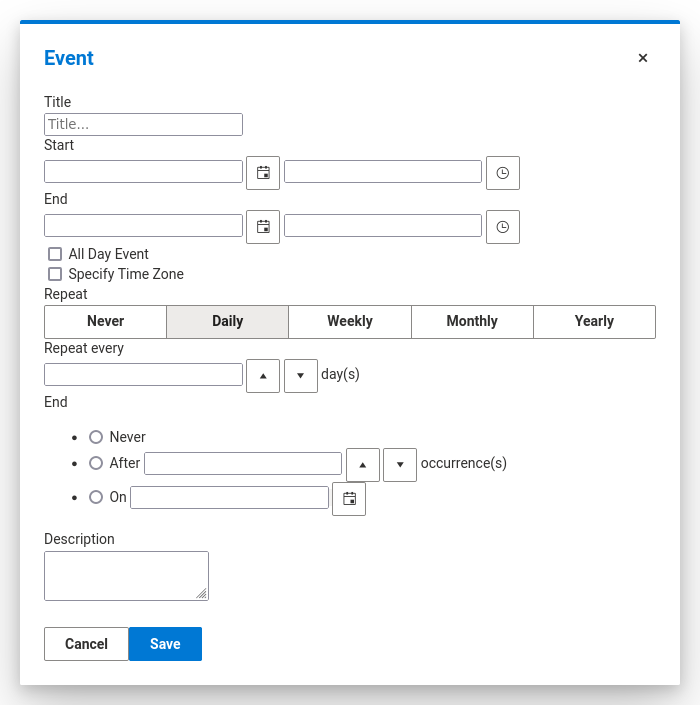 Event
Title
Title...
Start
End
All Day Event
Specify Time Zone
Repeat
Never Daily Weekly Monthly Yearly
Repeat every
day(s)
End
Never
After occurrence(s)
On
Description
Cancel Save